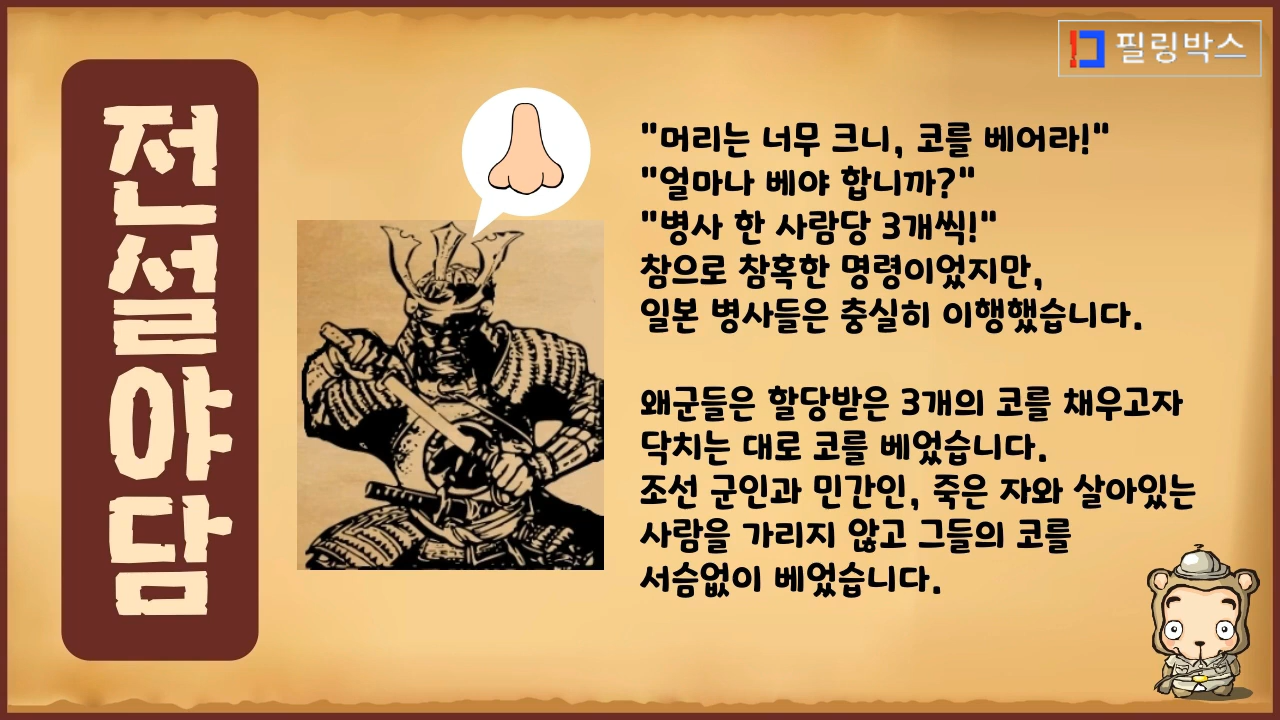 필링박스
전설야담
"머리는 너무 크니, 코를 베어라!"
"얼마나 베야 합니까?"
"병사 한 사람당 3개씩!"
참으로 참혹한 명령이었지만,
일본 병사들은 충실히 이행했습니다.
왜군들은 할당받은 3개의 코를 채우고자
닥치는 대로 코를 베었습니다.
조선 군인과 민간인, 죽은 자와 살아있는
사람을 가리지 않고 그들의 코를
서슴없이 베었습니다.